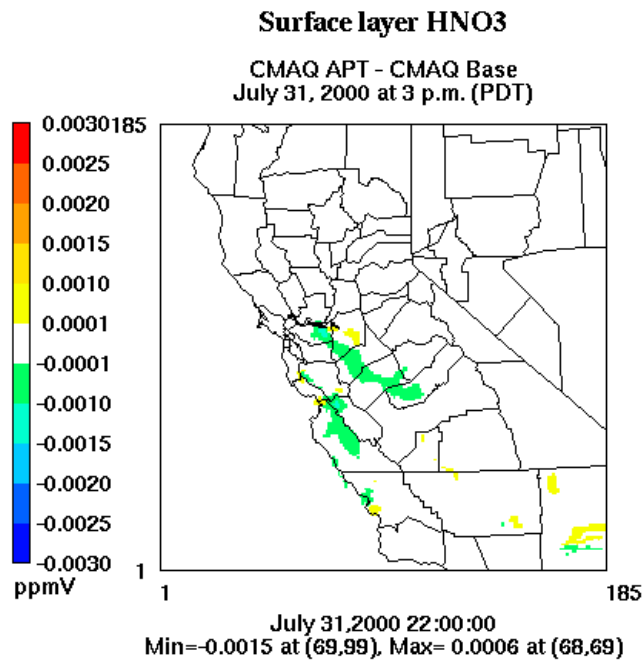 Surface layer HNO3
CMAQ APT - CMAQ Base
July 31, 2000 at 3 p.m. (PDT)
0.0030
0.0025
0.0020
0.0015
0.0010
0.0001
-0.0001
-0.0010
-0.0015
-0.0020
-0.0025
-0.0030
ppmV
185
1
1
185
July 31,2000 22:00:00
Min=-0.0015 at (69,99), Max= 0.0006 at (68,69)